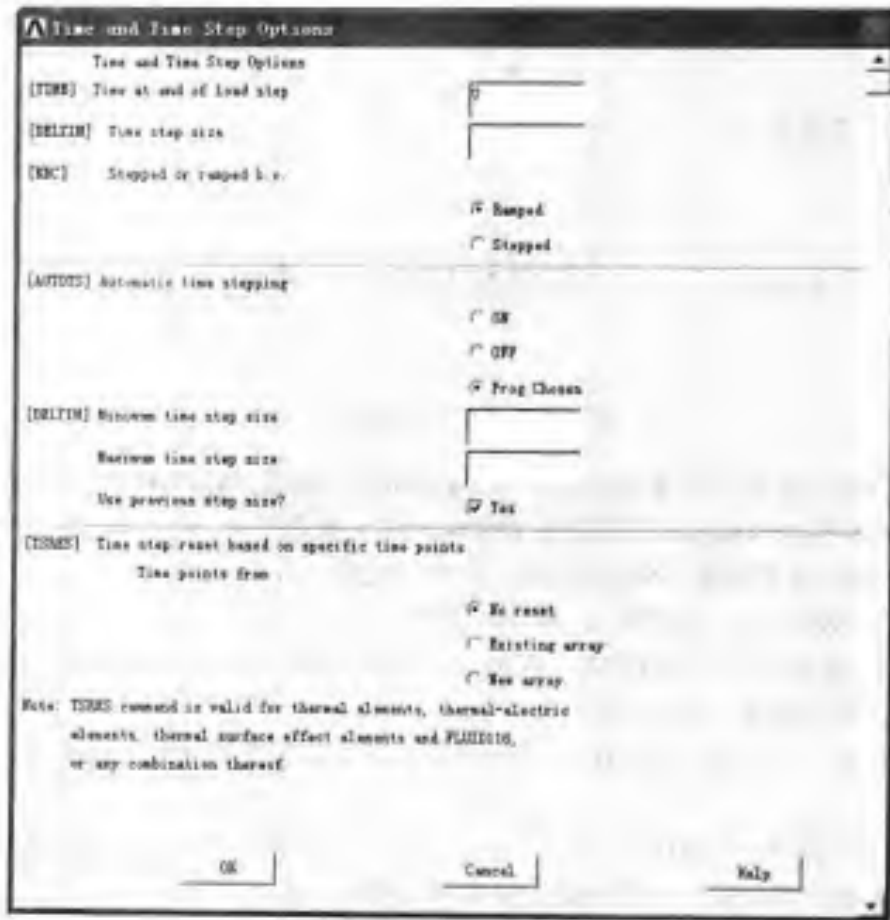 Time and Time Step Options
Time and Time Step Options
[TIME] Time at end of load step
0
[DELTIM] Time step size
[KBC] Stepped or ramped b.c.
Ramped
Stepped
[AUTOTS] Automatic time stepping
ON
OFF
Prog Chosen
[DELTIM] Minimum time step size
Maximum time step size
Use previous step size?
Yes
[TSRES] Time step reset based on specific time points
Time points from :
No reset
Existing array
New array
Note: TSRES command is valid for thermal elements, thermal-electric
elements, thermal surface effect elements and FLUID116,
or any combination thereof.
OK
Cancel
Help